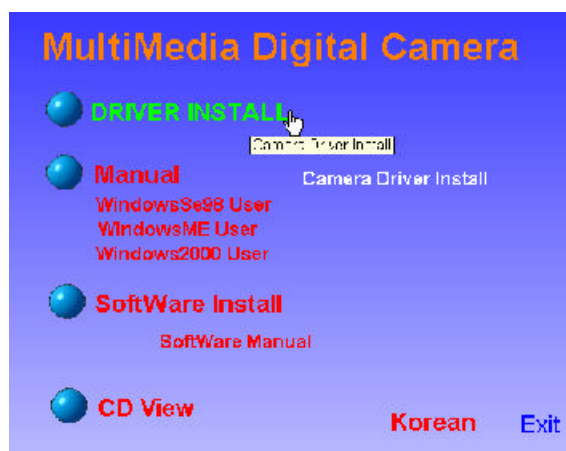 MultiMedia Digital Camera
DRIVER INSTALL
Camera Driver Install
Manual
Camera Driver Install
WindowsSe98 User
WindowsME User
Windows2000 User
SoftWare Install
SoftWare Manual
CD View
Korean
Exit